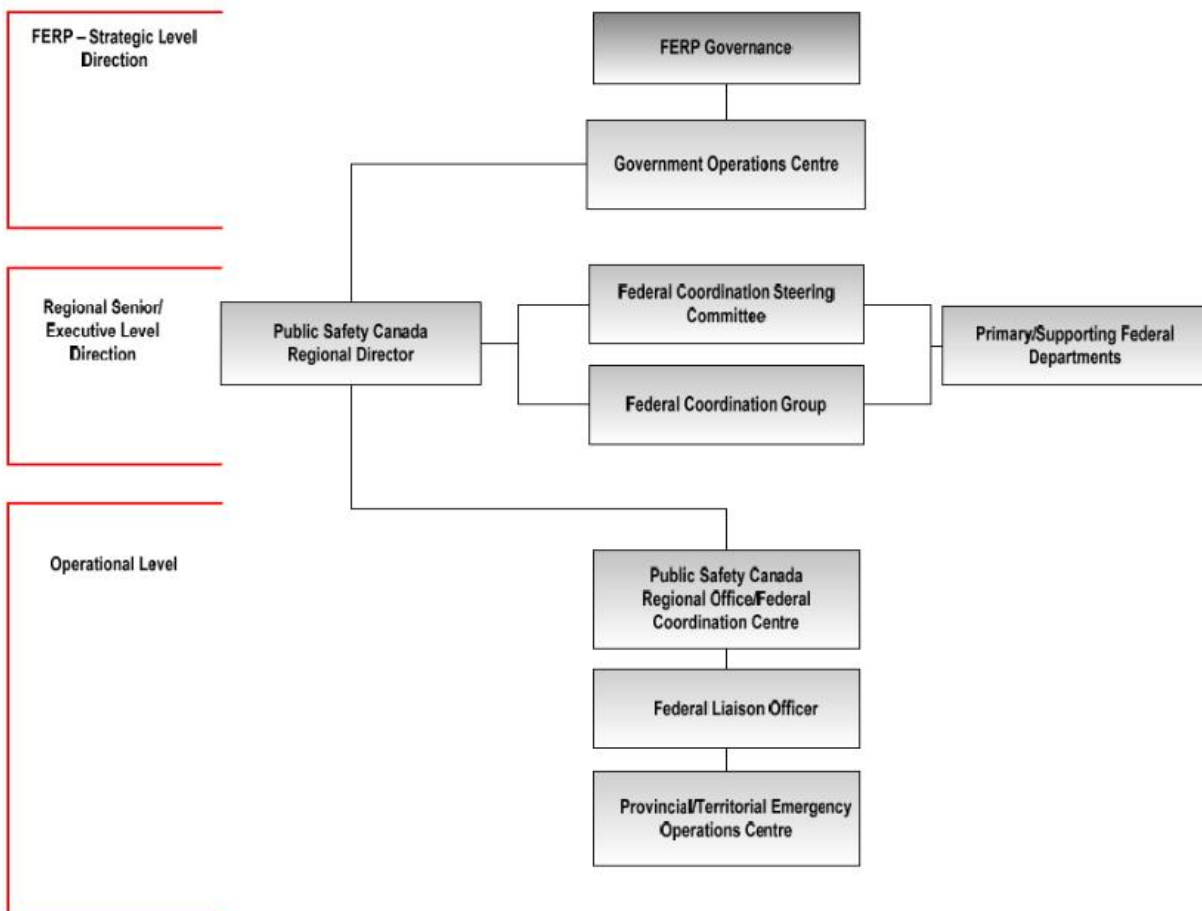 FERP – Strategic Level
Direction
FERP Governance
Government Operations Centre
Regional Senior/
Executive Level
Direction
Public Safety Canada
Regional Director
Federal Coordination Steering
Committee
Federal Coordination Group
Primary/Supporting Federal
Departments
Operational Level
Public Safety Canada
Regional Office/Federal
Coordination Centre
Federal Liaison Officer
Provincial/Territorial Emergency
Operations Centre